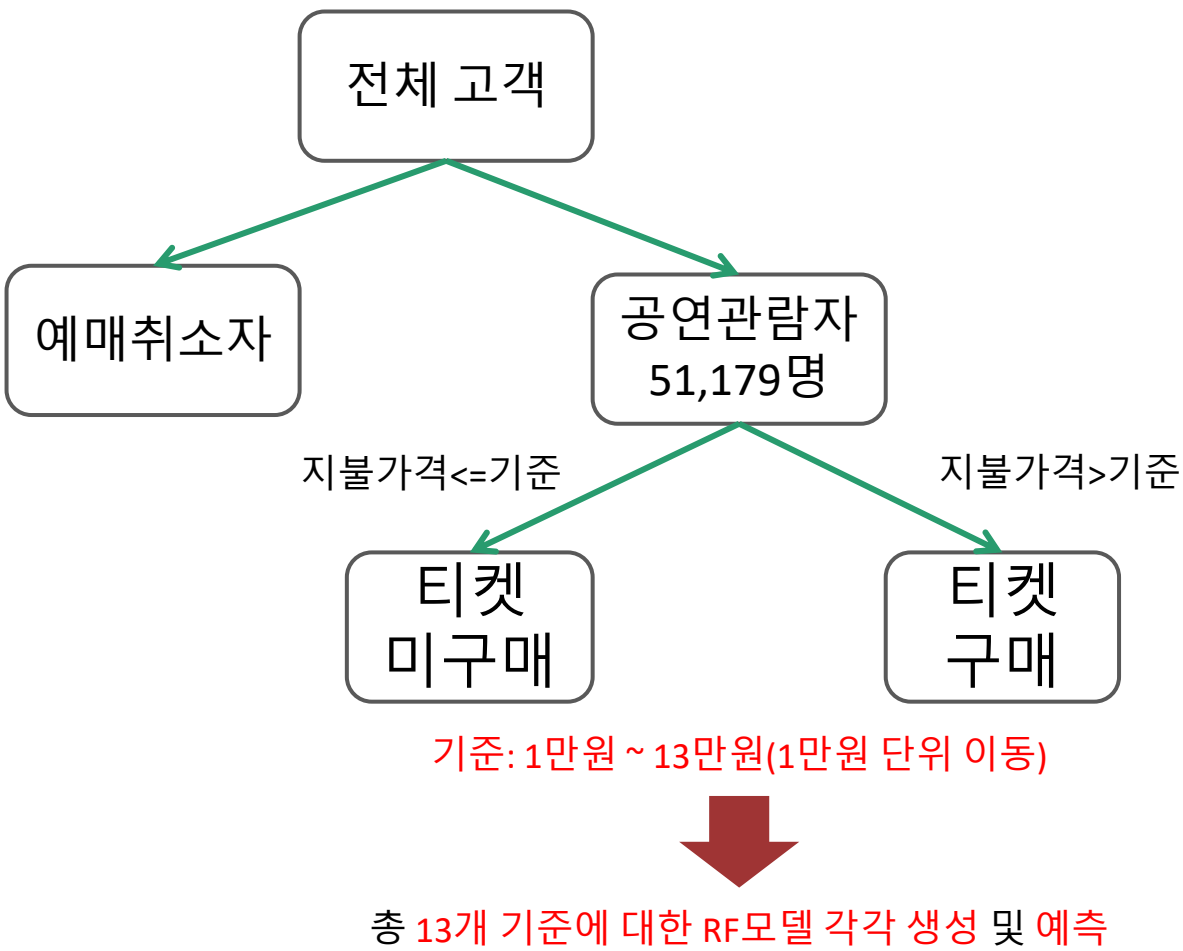 전체 고객
예매취소자
공연관람자
51,179명
지불가격<=기준
지불가격>기준
티켓
미구매
티켓
구매
기준: 1만원 ~ 13만원(1만원 단위 이동)
총 13개 기준에 대한 RF모델 각각 생성 및 예측